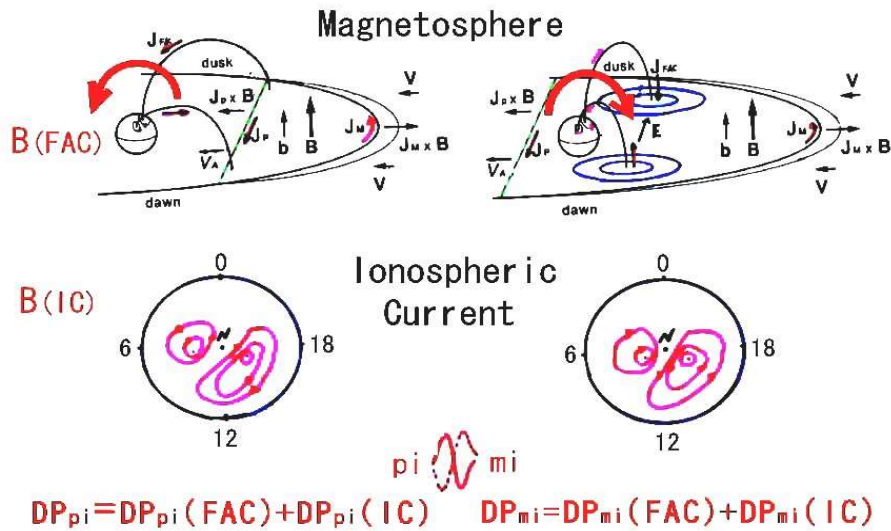 Magnetosphere
J_FAC
dusk
V
J_P x B
J_P
b
B
J_M
J_M x B
B(FAC)
V_A
V
dawn
dusk
J_FAC
V
J_P x B
J_P
E
b
B
J_M
J_M x B
V_A
V
dawn
Ionospheric
Current
B(IC)
0
6
N
18
12
0
6
N
18
12
pi mi
DPpi=DPpi(FAC)+DPpi(IC)
DPmi=DPmi(FAC)+DPmi(IC)